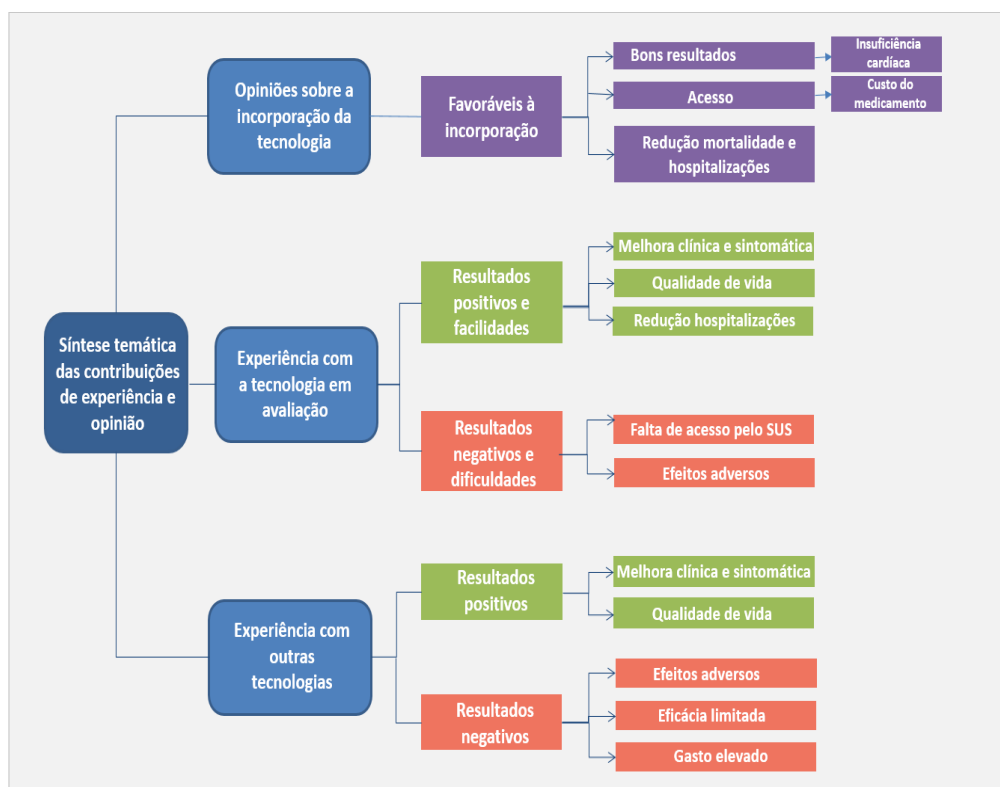 Opiniões sobre a
incorporação da
tecnologia
Favoráveis à
incorporação
Bons resultados
Insuficiência
cardíaca
Acesso
Custo do
medicamento
Redução mortalidade e
hospitalizações
Síntese temática
das contribuições
de experiência e
opinião
Experiência com
a tecnologia em
avaliação
Resultados
positivos e
facilidades
Melhora clínica e sintomática
Qualidade de vida
Redução hospitalizações
Resultados
negativos e
dificuldades
Falta de acesso pelo SUS
Efeitos adversos
Experiência com
outras
tecnologias
Resultados
positivos
Melhora clínica e sintomática
Qualidade de vida
Resultados
negativos
Efeitos adversos
Eficácia limitada
Gasto elevado